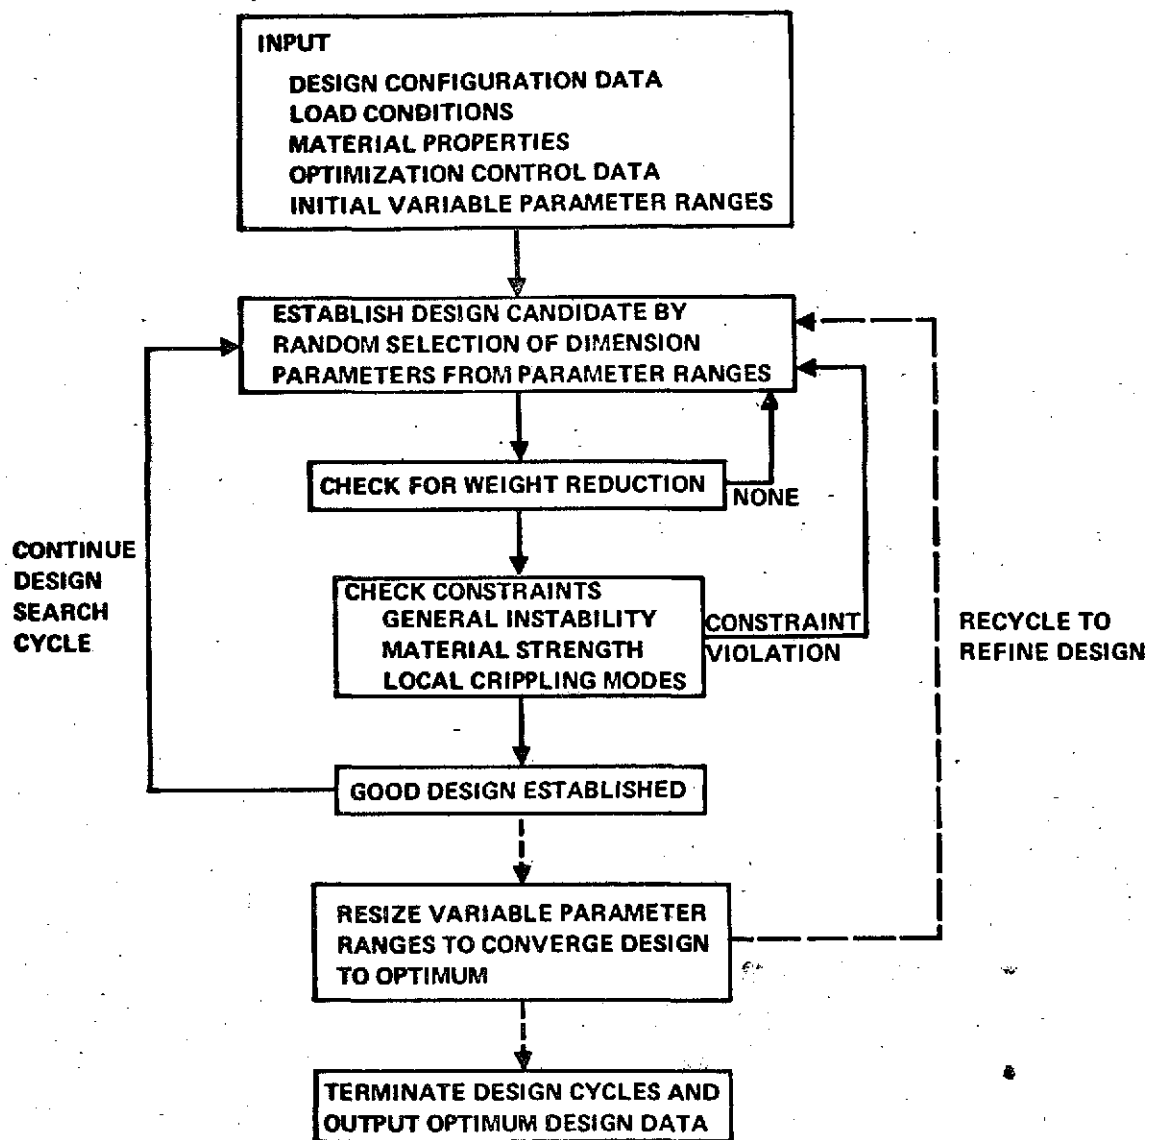 INPUT
DESIGN CONFIGURATION DATA
LOAD CONDITIONS
MATERIAL PROPERTIES
OPTIMIZATION CONTROL DATA
INITIAL VARIABLE PARAMETER RANGES
ESTABLISH DESIGN CANDIDATE BY
RANDOM SELECTION OF DIMENSION
PARAMETERS FROM PARAMETER RANGES
CHECK FOR WEIGHT REDUCTION
NONE
CONTINUE
DESIGN
SEARCH
CYCLE
CHECK CONSTRAINTS
GENERAL INSTABILITY
MATERIAL STRENGTH
LOCAL CRIPPLING MODES
CONSTRAINT
VIOLATION
RECYCLE TO
REFINE DESIGN
GOOD DESIGN ESTABLISHED
RESIZE VARIABLE PARAMETER
RANGES TO CONVERGE DESIGN
TO OPTIMUM
TERMINATE DESIGN CYCLES AND
OUTPUT OPTIMUM DESIGN DATA